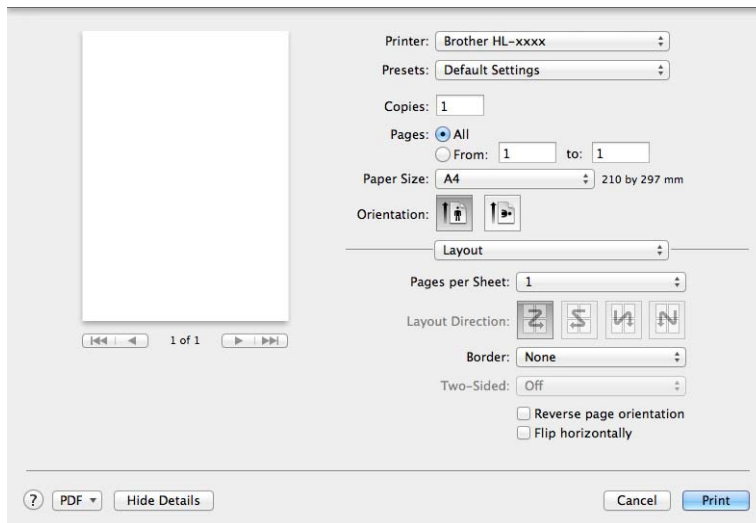 Printer: Brother HL-xxxx
Presets: Default Settings
Copies: 1
Pages: All
From: 1 to: 1
Paper Size: A4 210 by 297 mm
Orientation:
Layout
Pages per Sheet: 1
Layout Direction:
Border: None
Two-Sided: Off
Reverse page orientation
Flip horizontally
1 of 1
? PDF Hide Details Cancel Print